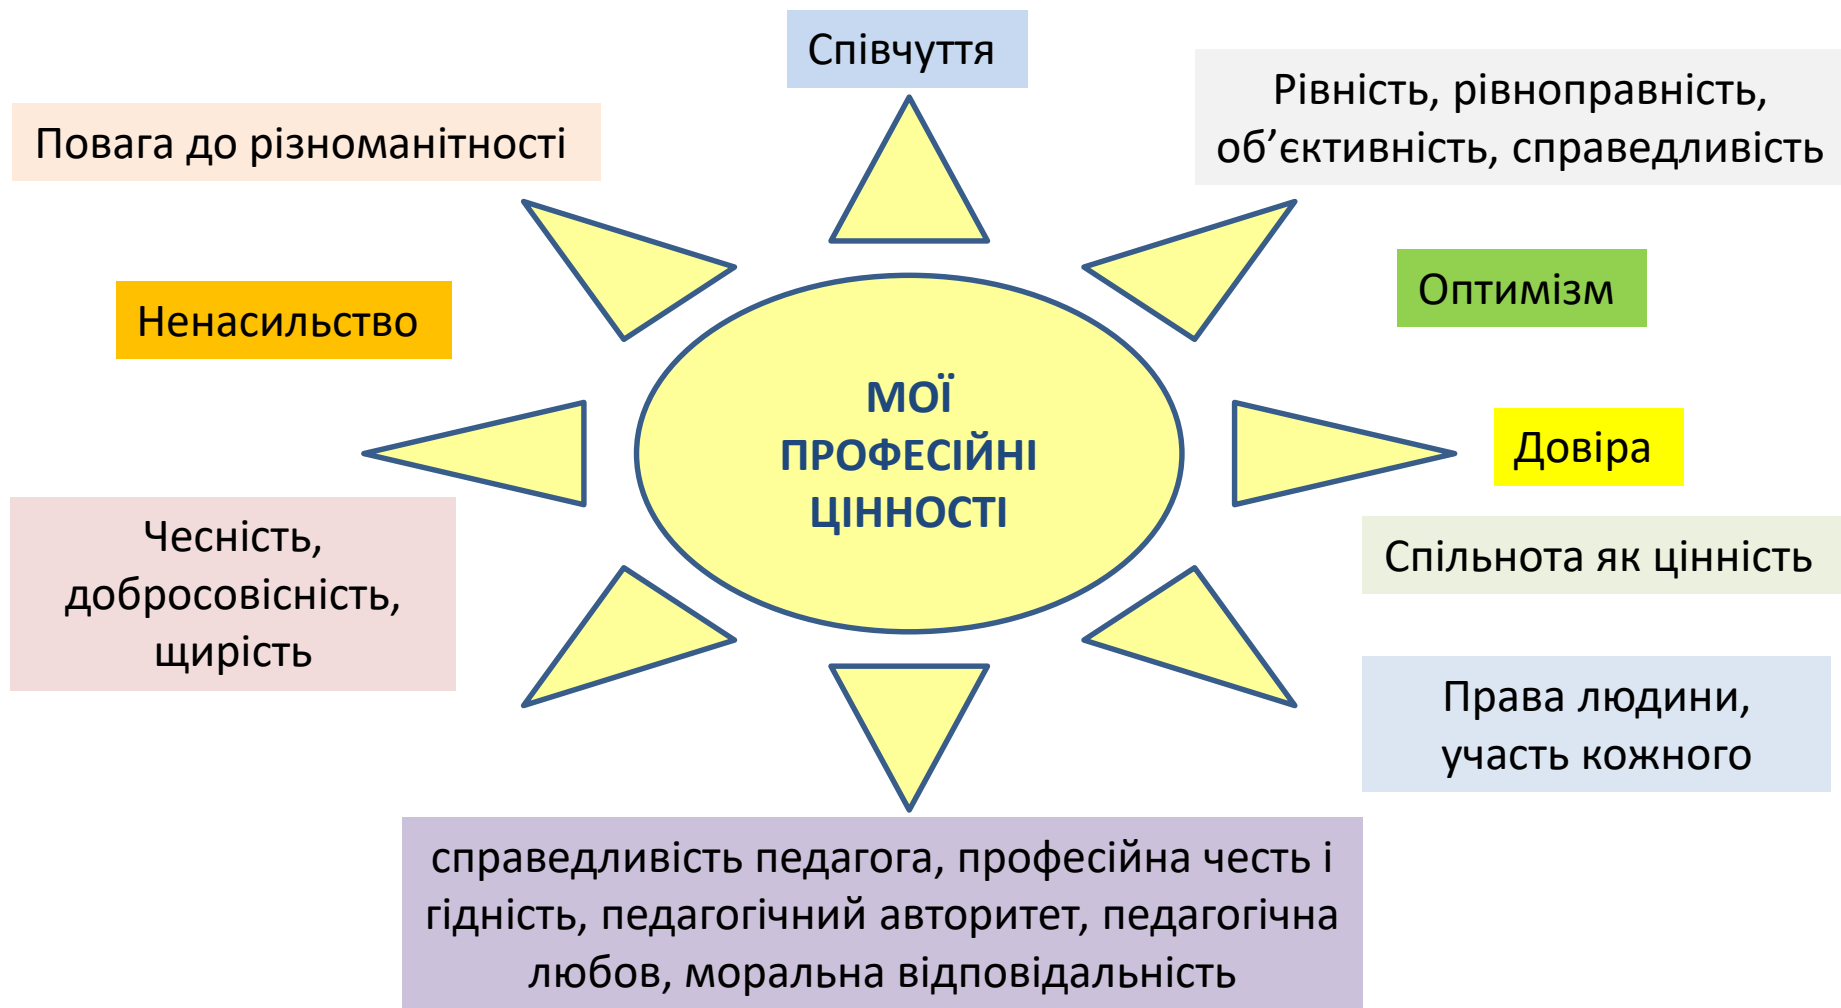 Співчуття
Рівність, рівноправність,
об’єктивність, справедливість
Повага до різноманітності
Оптимізм
Ненасильство
МОЇ
ПРОФЕСІЙНІ
ЦІННОСТІ
Довіра
Чесність,
добросовісність,
щирість
Спільнота як цінність
Права людини,
участь кожного
справедливість педагога, професійна честь і
гідність, педагогічний авторитет, педагогічна
любов, моральна відповідальність